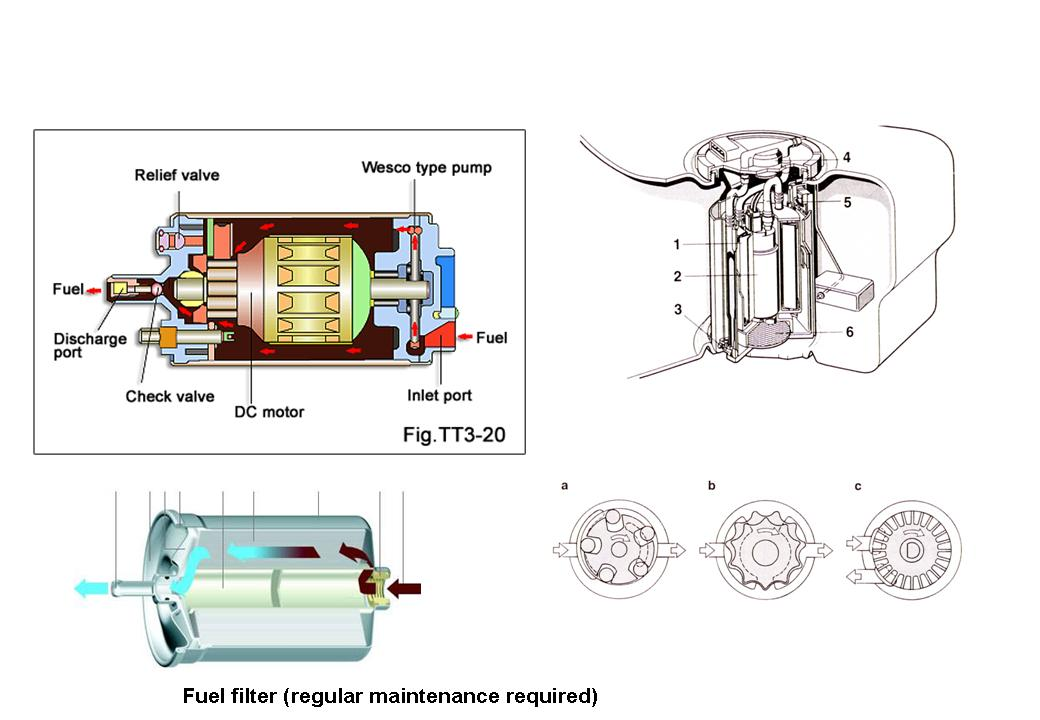 Relief valve
Wesco type pump
Fuel
Discharge
port
Check valve
DC motor
Inlet port
Fuel
Fig.TT3-20
4
5
1
2
3
6
a
b
c
D
Fuel filter (regular maintenance required)